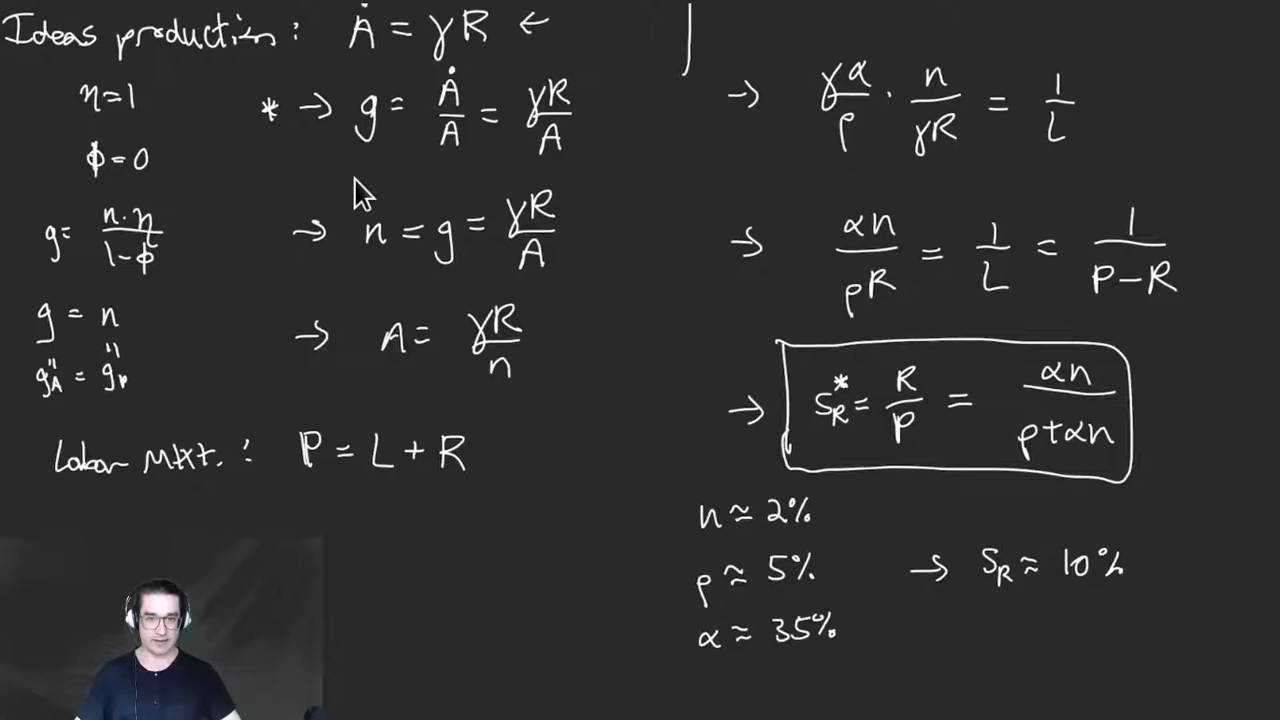 Ideas production: Ȧ = γR ←
η=1
* → g = Ȧ/A = γR/A
ϕ=0
g= n·η/1-ϕ
→ n = g = γR/A
g = n
" "
g_A = g_P
→ A = γR/n
Labor Mkt.: P = L + R
→ γα/ρ · n/γR = 1/L
→ αn/ρR = 1/L = 1/P-R
→ S_R^* = R/P = αn/ρ+αn
n ≈ 2%
ρ ≈ 5% → S_R ≈ 10%
α ≈ 35%